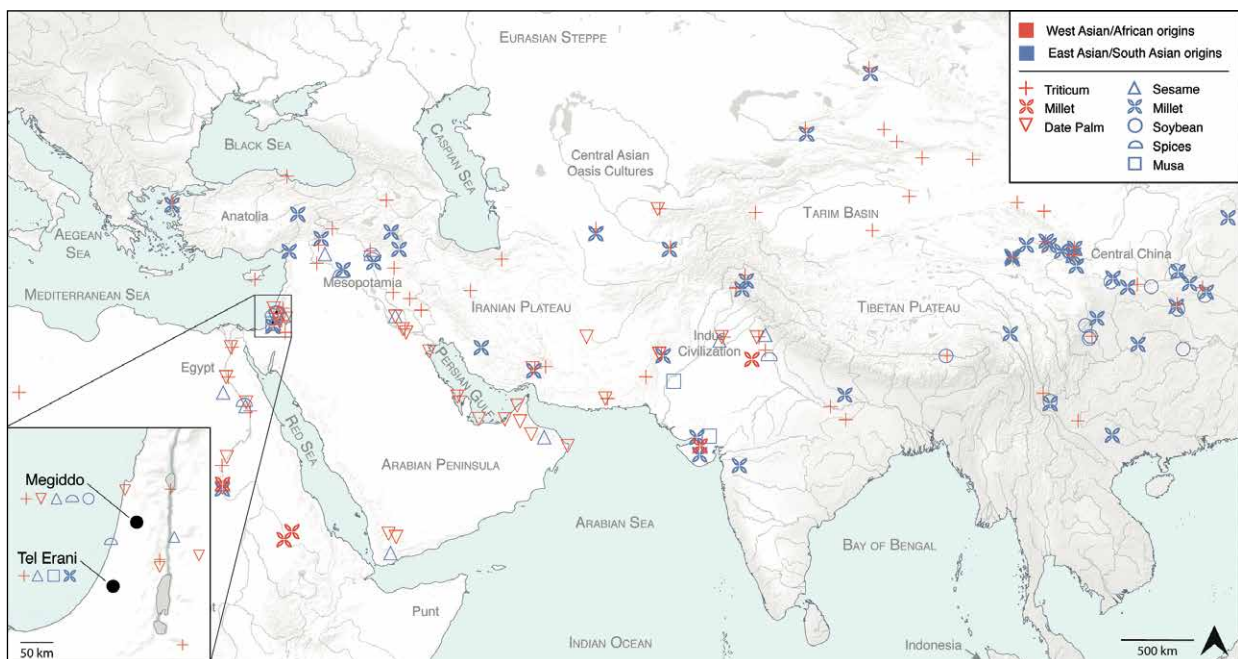 EURASIAN STEPPE
West Asian/African origins
East Asian/South Asian origins
Triticum
Millet
Date Palm
Sesame
Millet
Soybean
Spices
Musa
BLACK SEA
CASPIAN SEA
Central Asian
Oasis Cultures
TARIM BASIN
Anatolia
AEGEAN
SEA
Central China
Mesopotamia
MEDITERRANEAN SEA
IRANIAN PLATEAU
TIBETAN PLATEAU
Indus
Civilization
Egypt
PERSIAN GULF
RED SEA
ARABIAN PENINSULA
Megiddo
Tel Erani
50 km
ARABIAN SEA
BAY OF BENGAL
Punt
INDIAN OCEAN
Indonesia
500 km